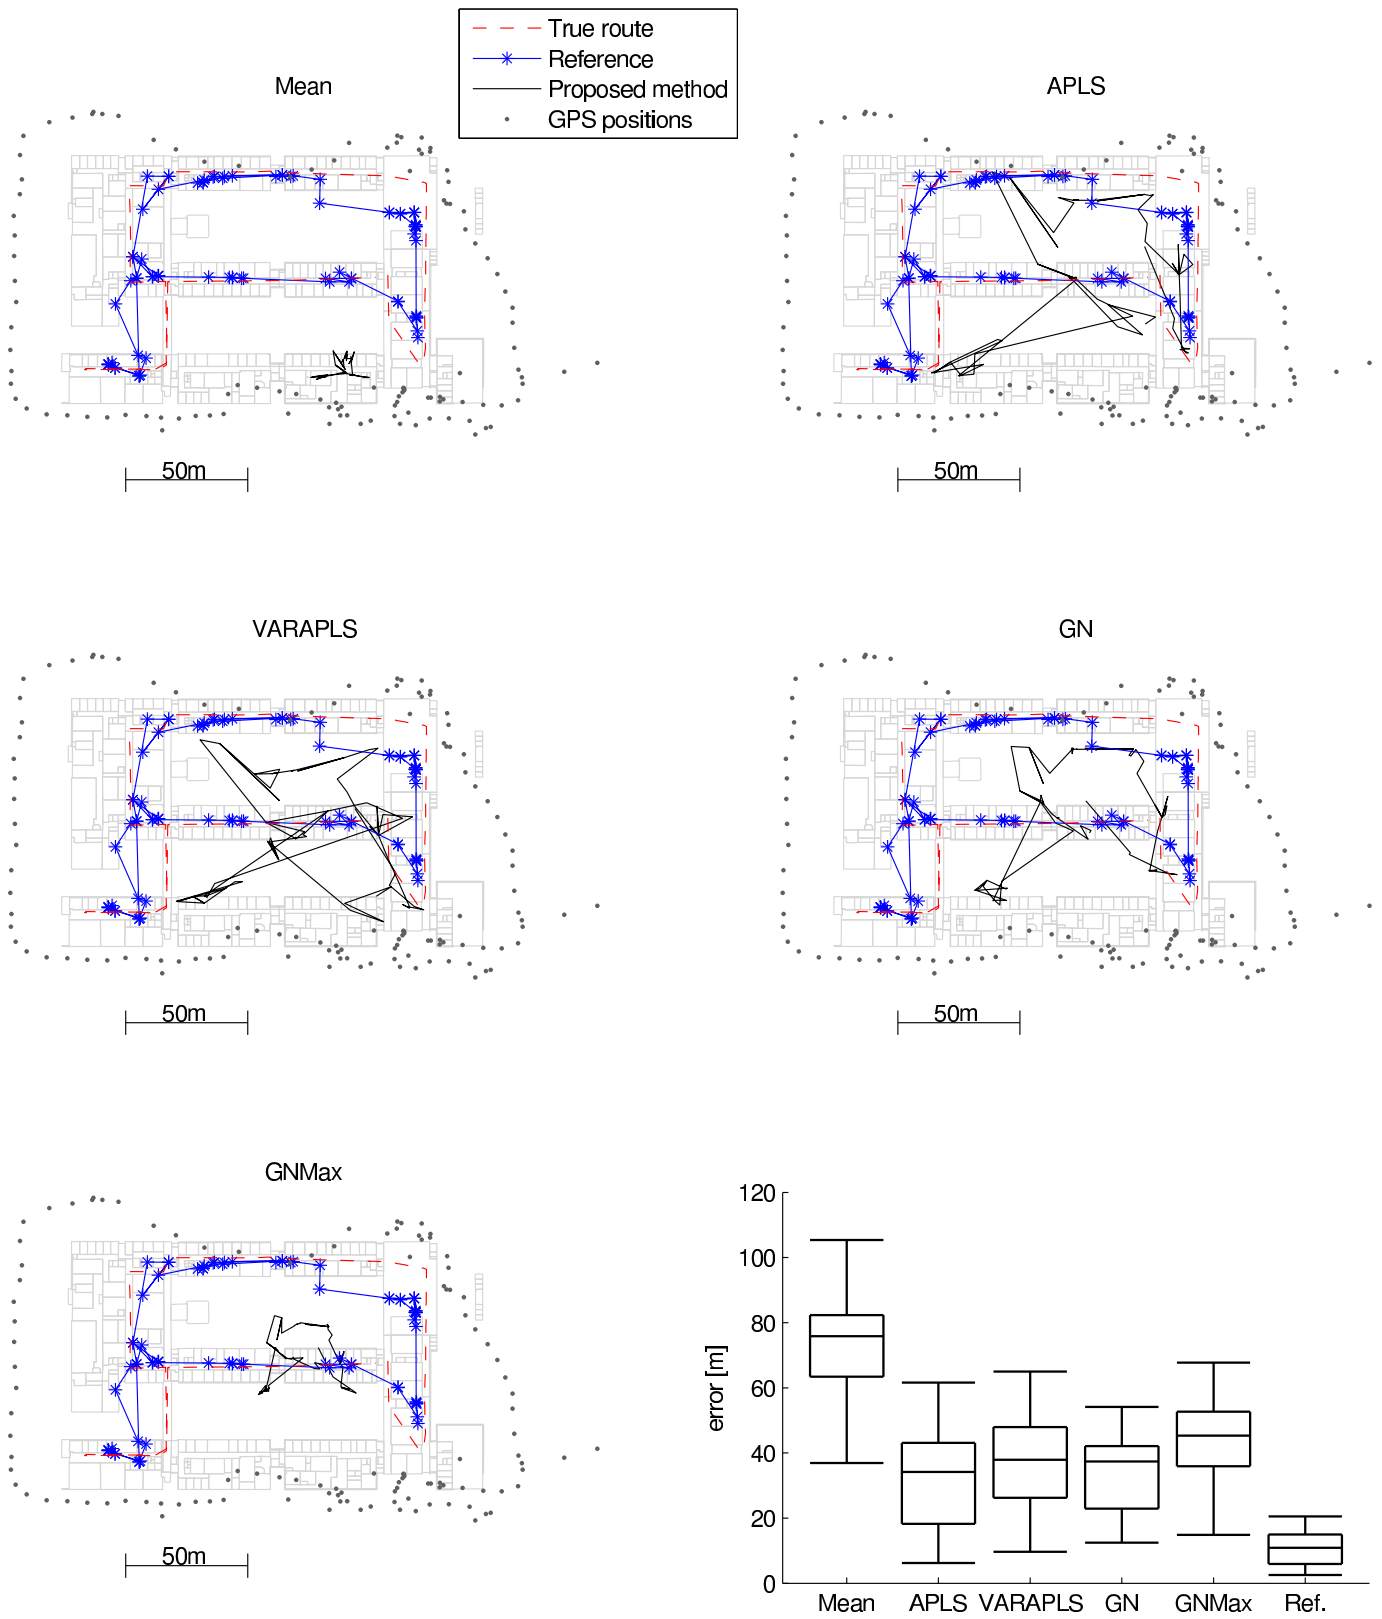 True route
Reference
Proposed method
GPS positions
Mean
APLS
50m
50m
VARAPLS
GN
50m
50m
GNMax
50m
120
100
80
60
40
20
0
error [m]
Mean APLS VARAPLS GN GNMax Ref.